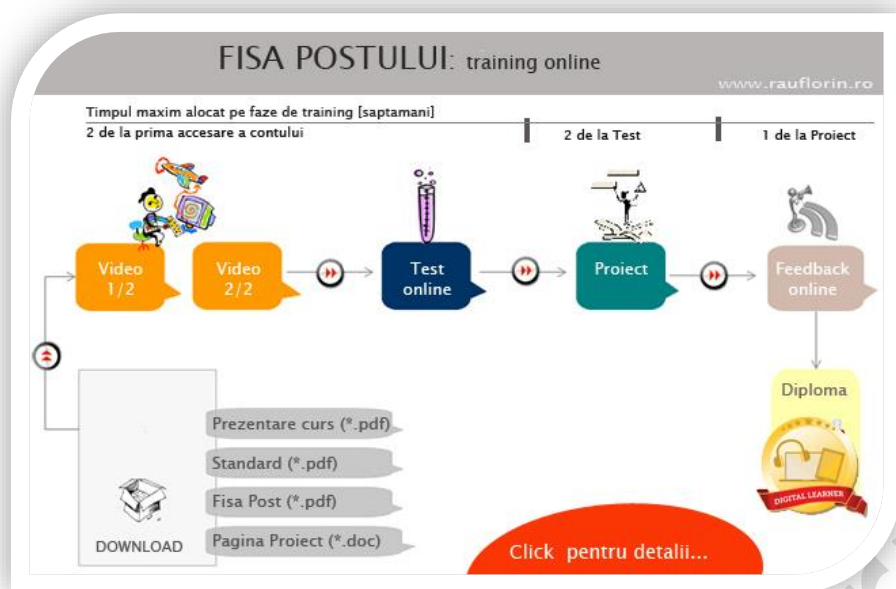 FISA POSTULUI: training online
www.rauflorin.ro
Timpul maxim alocat pe faze de training [saptamani]
2 de la prima accesare a contului
2 de la Test
1 de la Proiect
Video
1/2
Video
2/2
Test
online
Proiect
Feedback
online
Diploma
DIGITAL LEARNER
Prezentare curs (*.pdf)
Standard (*.pdf)
Fisa Post (*.pdf)
Pagina Proiect (*.doc)
DOWNLOAD
Click pentru detalii...